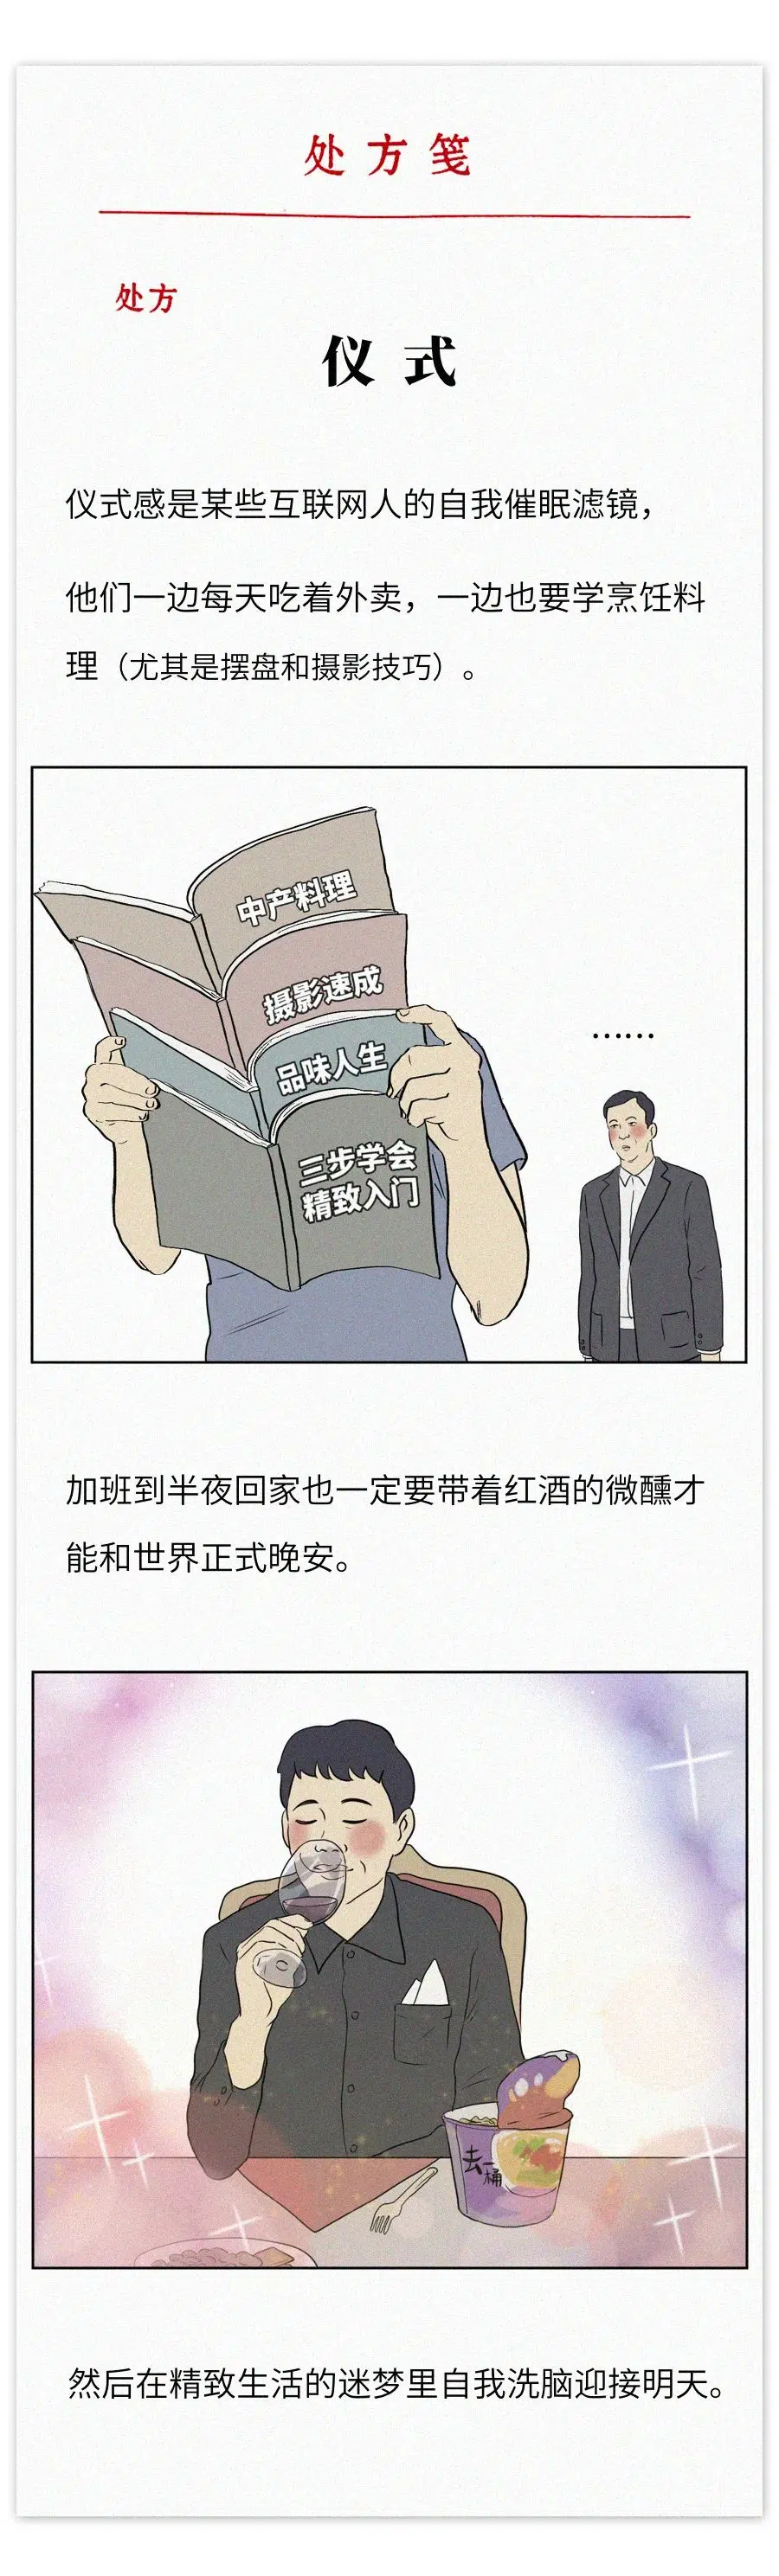 处方笺
处方
仪式
仪式感是某些互联网人的自我催眠滤镜，
他们一边每天吃着外卖，一边也要学烹饪料
理（尤其是摆盘和摄影技巧）。
中产料理
摄影速成
品味人生
三步学会
精致入门
……
加班到半夜回家也一定要带着红酒的微醺才
能和世界正式晚安。
去一桶
然后在精致生活的迷梦里自我洗脑迎接明天。